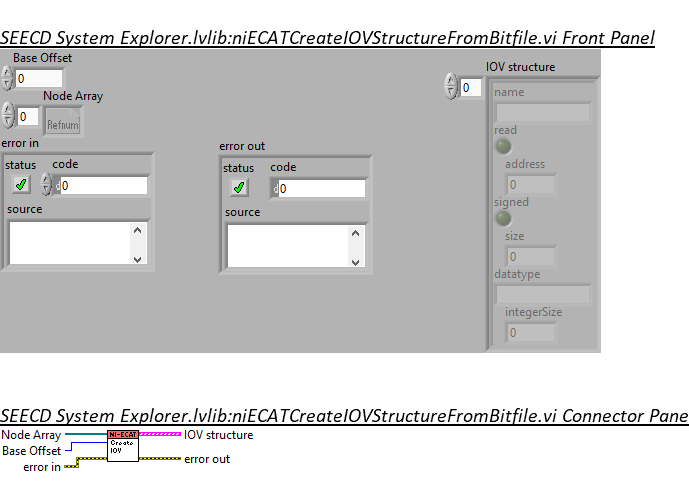 SEECD System Explorer.lvlib:niECATCreateIOVStructureFromBitfile.vi Front Panel
Base Offset
0
Node Array
0
Refnum
error in
status code
0
source
error out
status code
0
source
IOV structure
0
name
read
address
0
signed
size
0
datatype
integerSize
0
SEECD System Explorer.lvlib:niECATCreateIOVStructureFromBitfile.vi Connector Pane
Node Array
Base Offset
error in
NI-ECAT
Create
IOV
IOV structure
error out